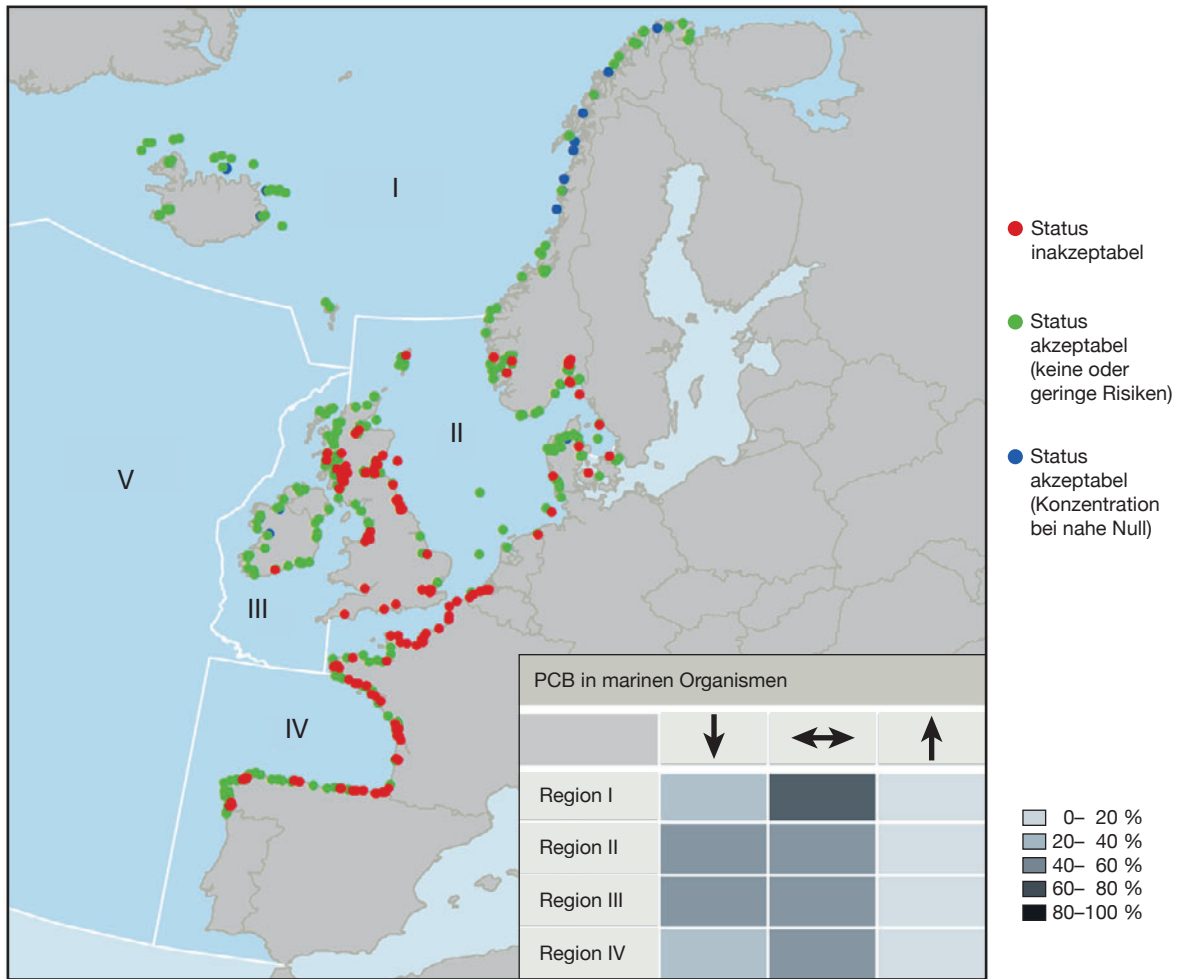 I
II
V
III
IV
Status
inakzeptabel
Status
akzeptabel
(keine oder
geringe Risiken)
Status
akzeptabel
(Konzentration
bei nahe Null)
PCB in marinen Organismen
Region I
Region II
Region III
Region IV
0– 20 %
20– 40 %
40– 60 %
60– 80 %
80–100 %